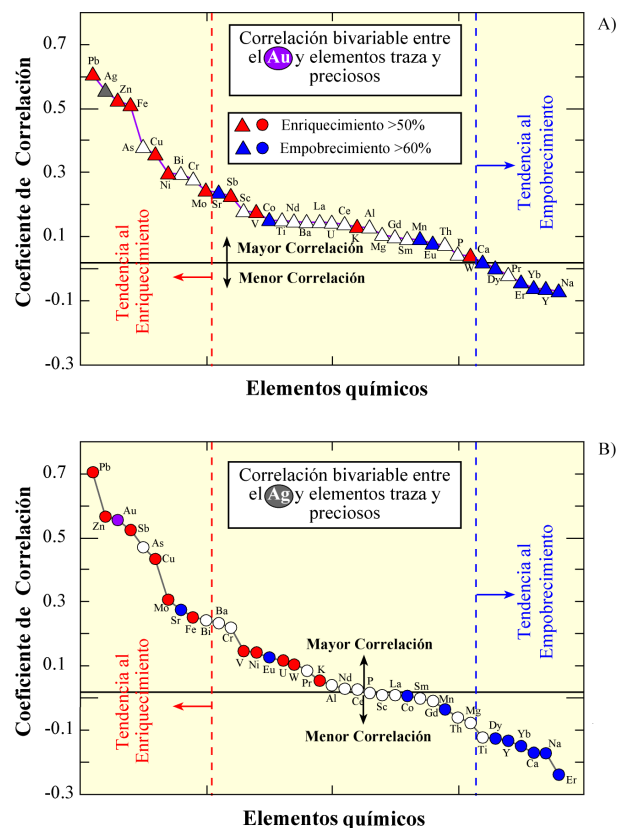 A)
Correlación bivariable entre
el Au y elementos traza y
preciosos
Enriquecimiento >50%
Empobrecimiento >60%
Coeficiente de Correlación
0.7
0.5
0.3
0.1
-0.1
-0.3
Pb
Ag
Zn
Fe
As
Cu
Ni
Bi
Cr
Mo
Sr
Sb
Sc
V
Co
Ti
Nd
Ba
La
U
Ce
K
Al
Mg
Gd
Sm
Mn
Eu
Th
P
W
Ca
Dy
Pr
Er
Yb
Y
Na
Tendencia al
Enriquecimiento
Mayor Correlación
Menor Correlación
Tendencia al
Empobrecimiento
Elementos químicos
B)
Correlación bivariable entre
el Ag y elementos traza y
preciosos
Coeficiente de Correlación
0.7
0.5
0.3
0.1
-0.1
-0.3
Pb
Zn
Au
Sb
As
Cu
Mo
Sr
Fe
Bi
Ba
Cr
V
Ni
Eu
U
W
Pr
K
Al
Nd
Ce
P
Sc
La
Co
Sm
Gd
Mn
Th
Mg
Ti
Dy
Y
Yb
Ca
Na
Er
Tendencia al
Enriquecimiento
Mayor Correlación
Menor Correlación
Tendencia al
Empobrecimiento
Elementos químicos